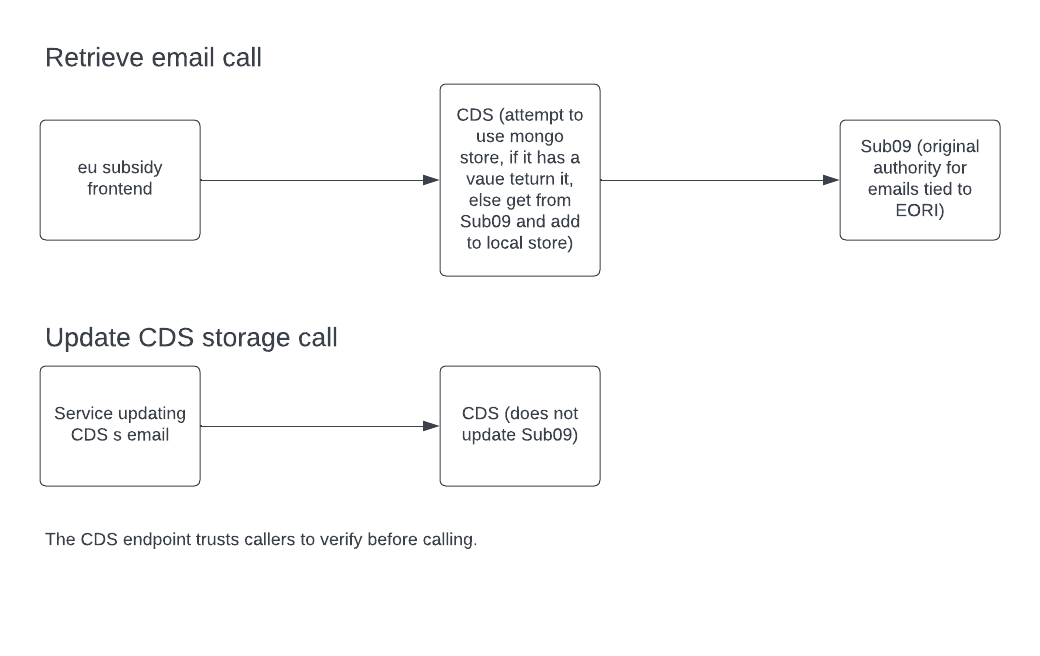 Retrieve email call
eu subsidy
frontend
CDS (attempt to
use mongo
store, if it has a
vaue teturn it,
else get from
Sub09 and add
to local store)
Sub09 (original
authority for
emails tied to
EORI)
Update CDS storage call
Service updating
CDS s email
CDS (does not
update Sub09)
The CDS endpoint trusts callers to verify before calling.